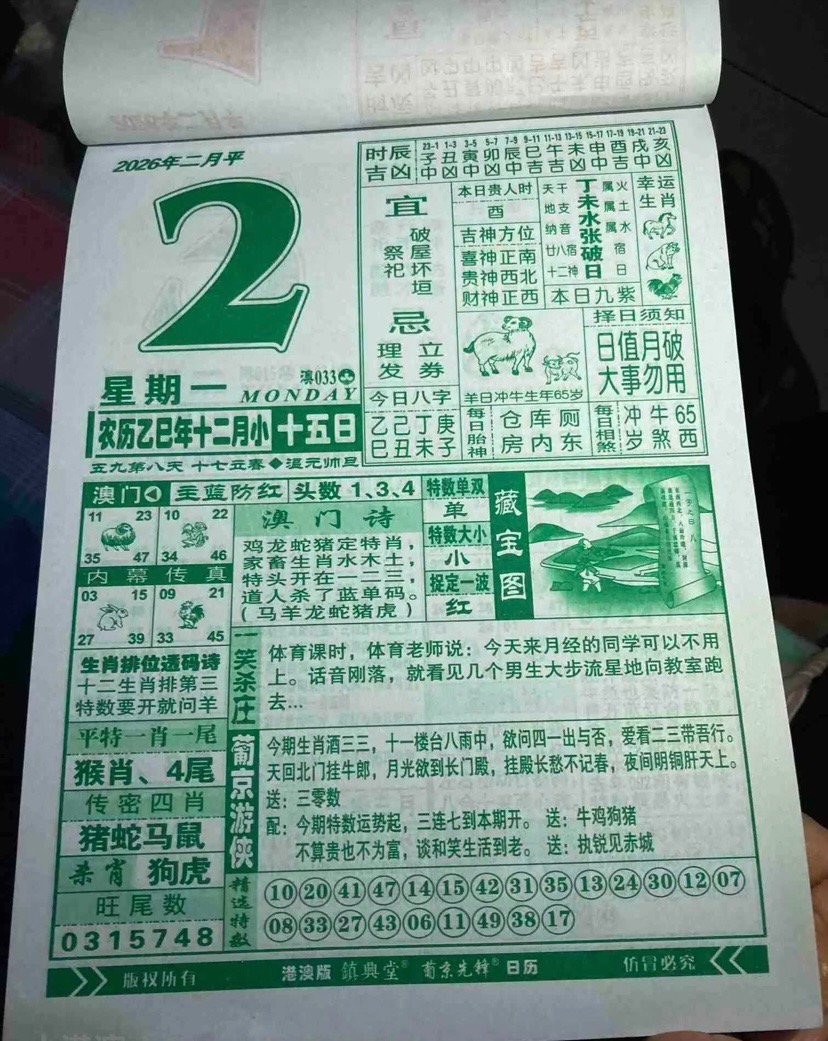 2026年二月平
2
星期一
澳033
MONDAY
农历乙巳年十二月小 十五日
五九第八天 十七立春◆温元帅旦
时辰吉凶
23-1 1-3 3-5 5-7 7-9 9-11 11-13 13-15 15-17 17-19 19-21 21-23
子 丑 寅 卯 辰 巳 午 未 申 酉 戌 亥
中 凶 中 凶 中 吉 吉 凶 中 吉 中 凶
宜
破屋坏垣
祭祀
忌
立券
理发
本日贵人时
酉
吉神方位
喜神正南
贵神西北
财神正西
天干 丁 属火
地支 未 属土
纳音 水 属水
廿八宿 张 宿
十二神 破日 日
本日九紫
幸运生肖
羊日冲牛生年65岁
择日须知
日值月破
大事勿用
今日八字
乙己丁庚
巳丑未子
每日胎神
仓库厕
房内东
每日相煞
冲牛65
岁煞西
澳门
主蓝防红
头数 1、3、4
11 23
35 47
10 22
34 46
内幕传真
03 15
27 39
09 21
33 45
澳门诗
鸡龙蛇猪定特肖，
家畜生肖水木土，
特头开在一二三，
道人杀了蓝单码。
（马羊龙蛇猪虎）
特数单双
单
特数大小
小
捉定一波
红
藏宝图
生肖排位透码诗
十二生肖排第三
特数要开就问羊
平特一肖一尾
猴肖、4尾
传密四肖
猪蛇马鼠
杀肖 狗虎
旺尾数
0315748
一笑杀庄
体育课时，体育老师说：今天来月经的同学可以不用
上。话音刚落，就看见几个男生大步流星地向教室跑
去...
葡京游侠
今期生肖酒三三，十一楼台八雨中，欲问四一出与否，爱看二三带吾行。
天回北门挂牛郎，月光欲到长门殿，挂殿长愁不记春，夜间明铜肝天上。
送：三零数
配：今期特数运势起，三连七到本期开。 送：牛鸡狗猪
不算贵也不为富，谈和笑生活到老。 送：执锐见赤城
精选特数
10 20 41 47 14 15 42 31 35 13 24 30 12 07
08 33 27 43 06 11 49 38 17
版权所有
港澳版 鎮興堂® 葡京先鋒® 日历
仿冒必究